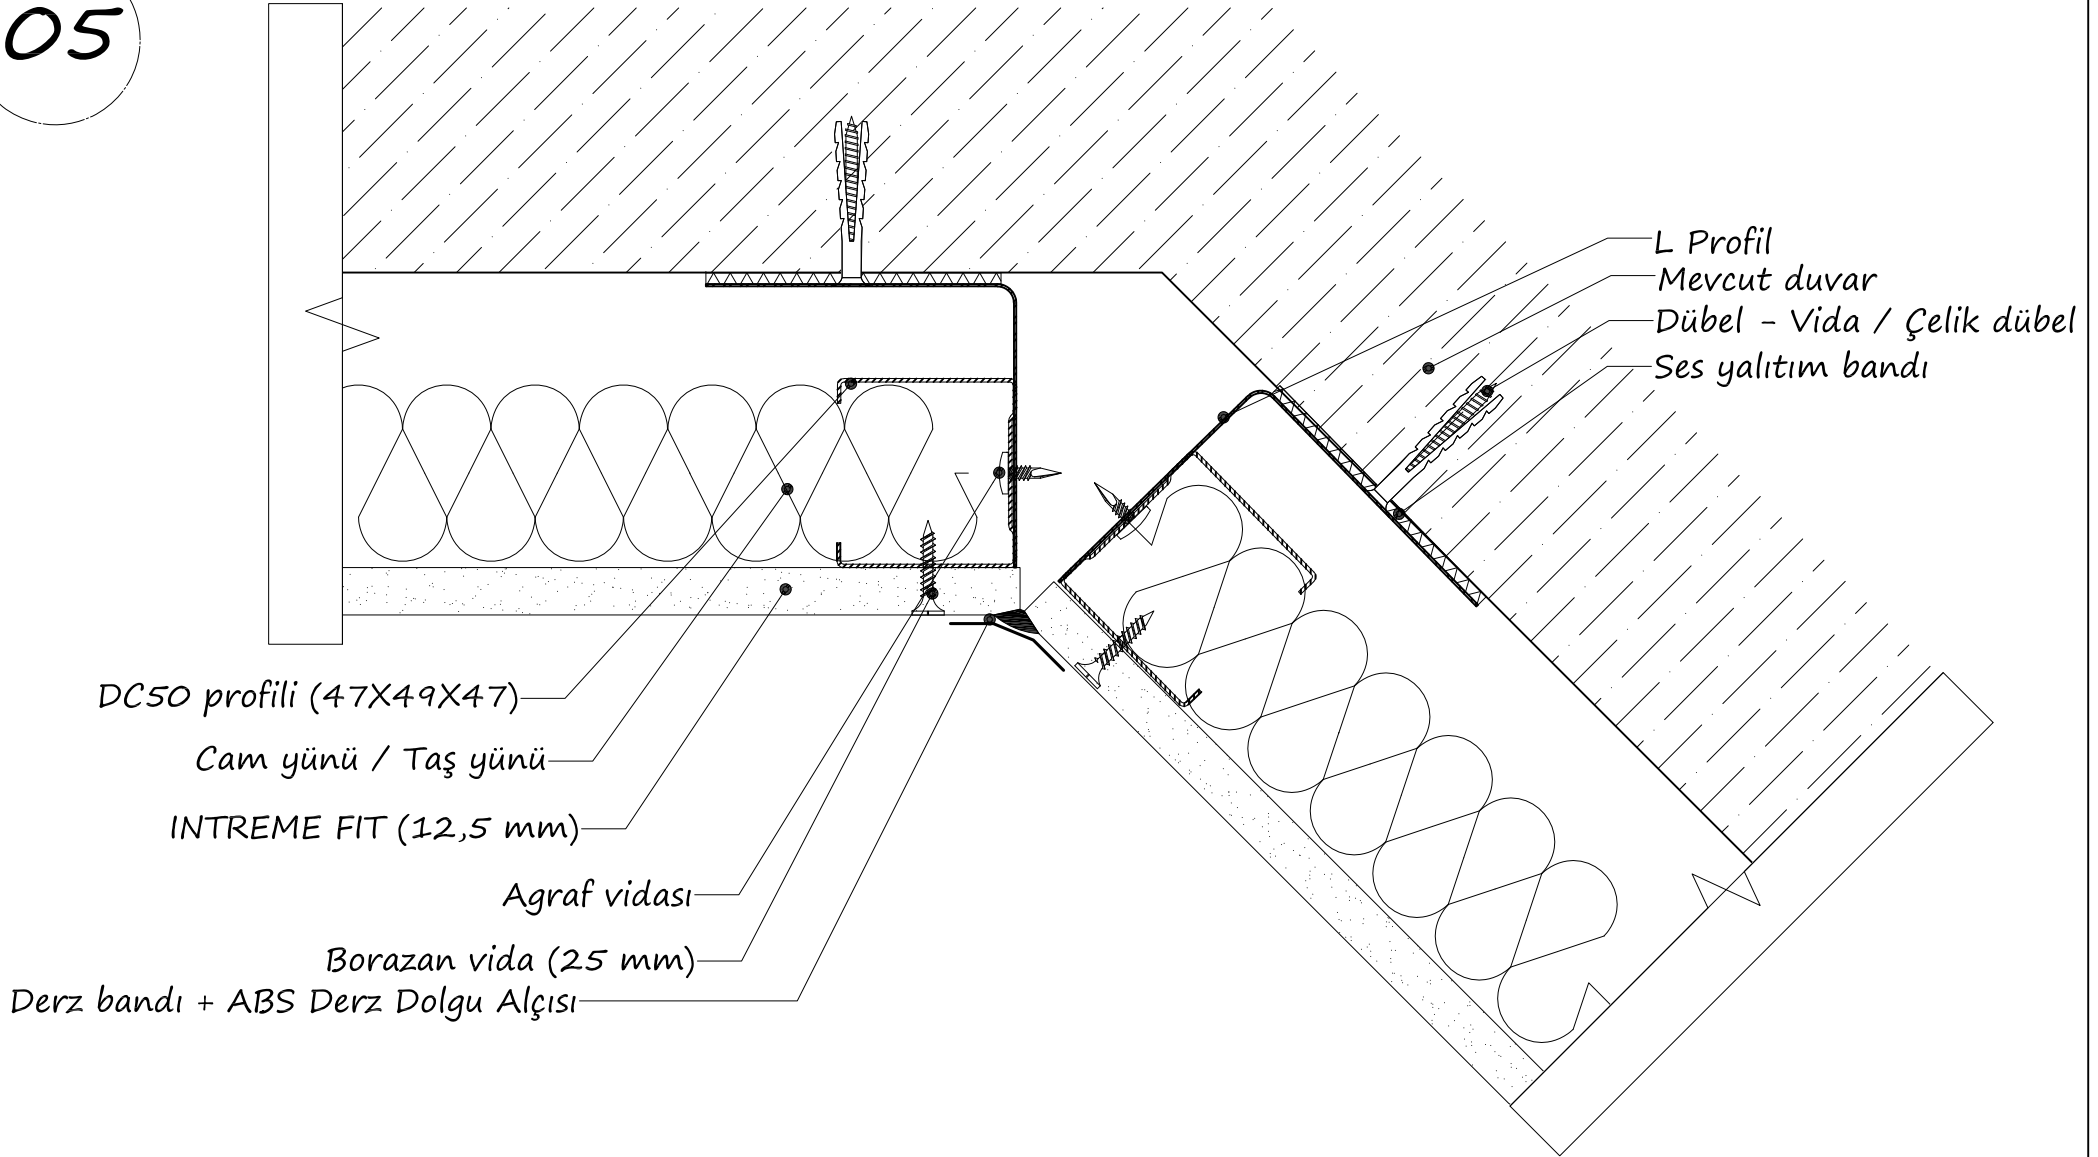 05
L Profil
Mevcut duvar
Dübel - Vida / Çelik dübel
Ses yalıtım bandı
DC50 profili (47X49X47)
Cam yünü / Taş yünü
INTREME FIT (12,5 mm)
Agraf vidası
Borazan vida (25 mm)
Derz bandı + ABS Derz Dolgu Alçısı